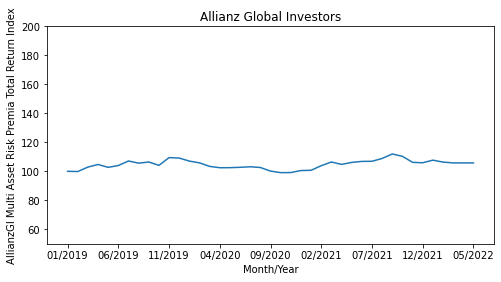 Allianz Global Investors
AllianzGI Multi Asset Risk Premia Total Return Index
200
180
160
140
120
100
80
60
01/2019 06/2019 11/2019 04/2020 09/2020 02/2021 07/2021 12/2021 05/2022
Month/Year